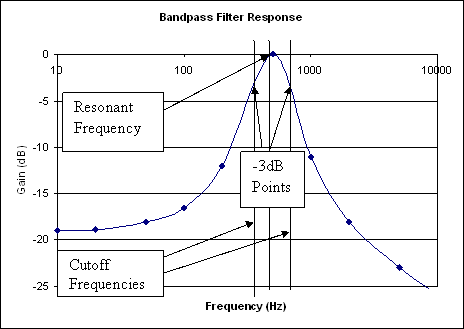 Bandpass Filter Response
0
10
100
1000
10000
-5
-10
-15
-20
-25
Gain (dB)
Resonant
Frequency
-3dB
Points
Cutoff
Frequencies
Frequency (Hz)